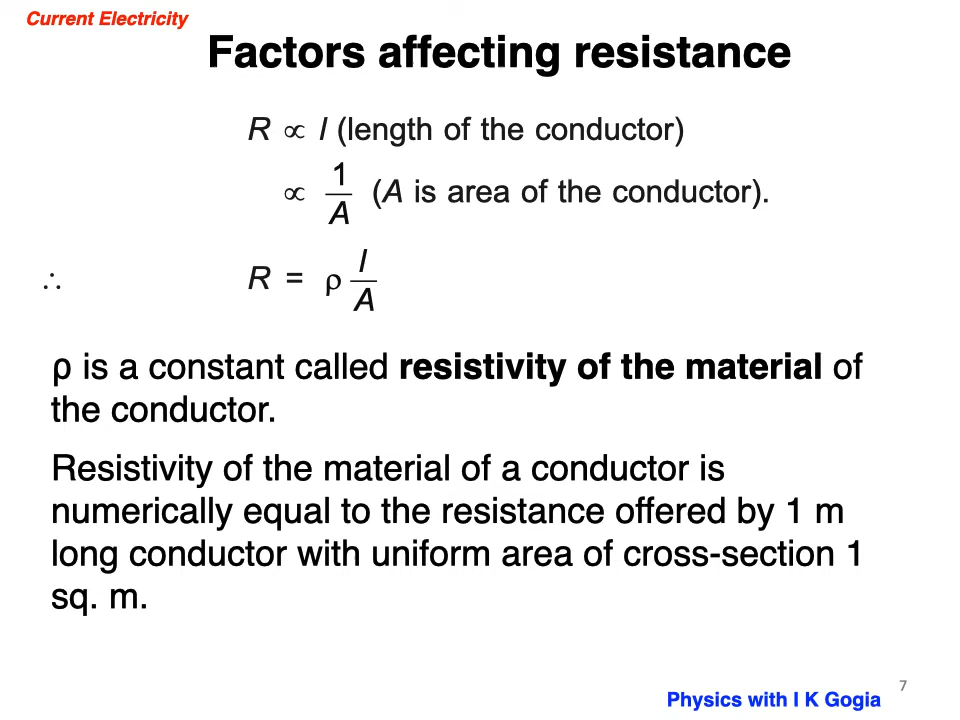 Current Electricity
Factors affecting resistance
R ∝ l (length of the conductor)
∝ 1/A (A is area of the conductor).
∴ R = ρ l/A
ρ is a constant called resistivity of the material of
the conductor.
Resistivity of the material of a conductor is
numerically equal to the resistance offered by 1 m
long conductor with uniform area of cross-section 1
sq. m.
7
Physics with I K Gogia